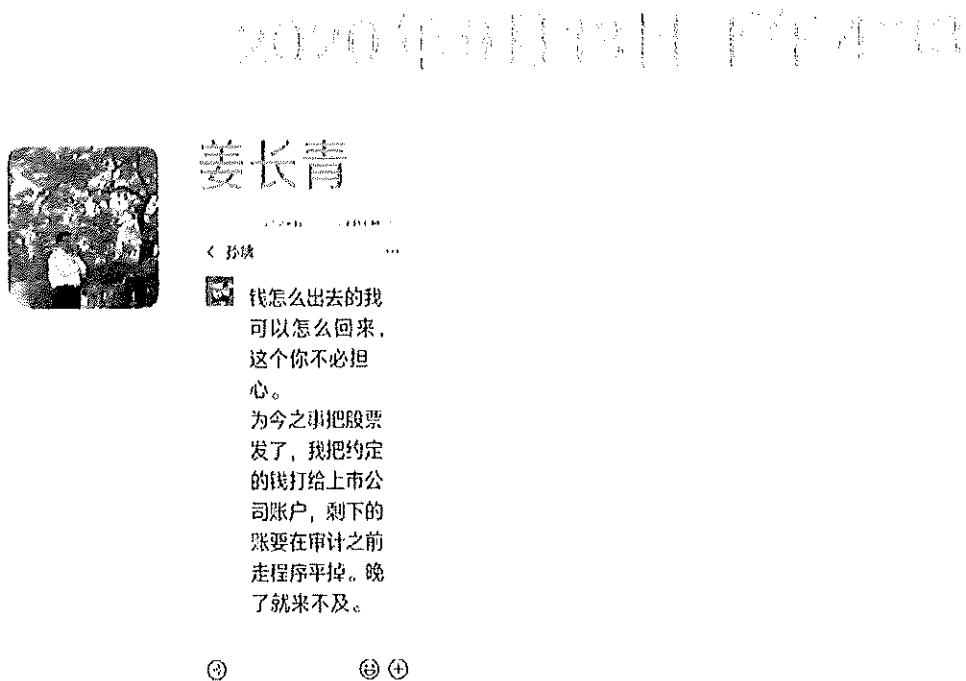 姜长青
钱怎么出去的我
可以怎么回来，
这个你不必担
心。
为今之事把股票
发了，我把约定
的钱打给上市公
司账户，剩下的
账要在审计之前
走程序平掉。晚
了就来不及。